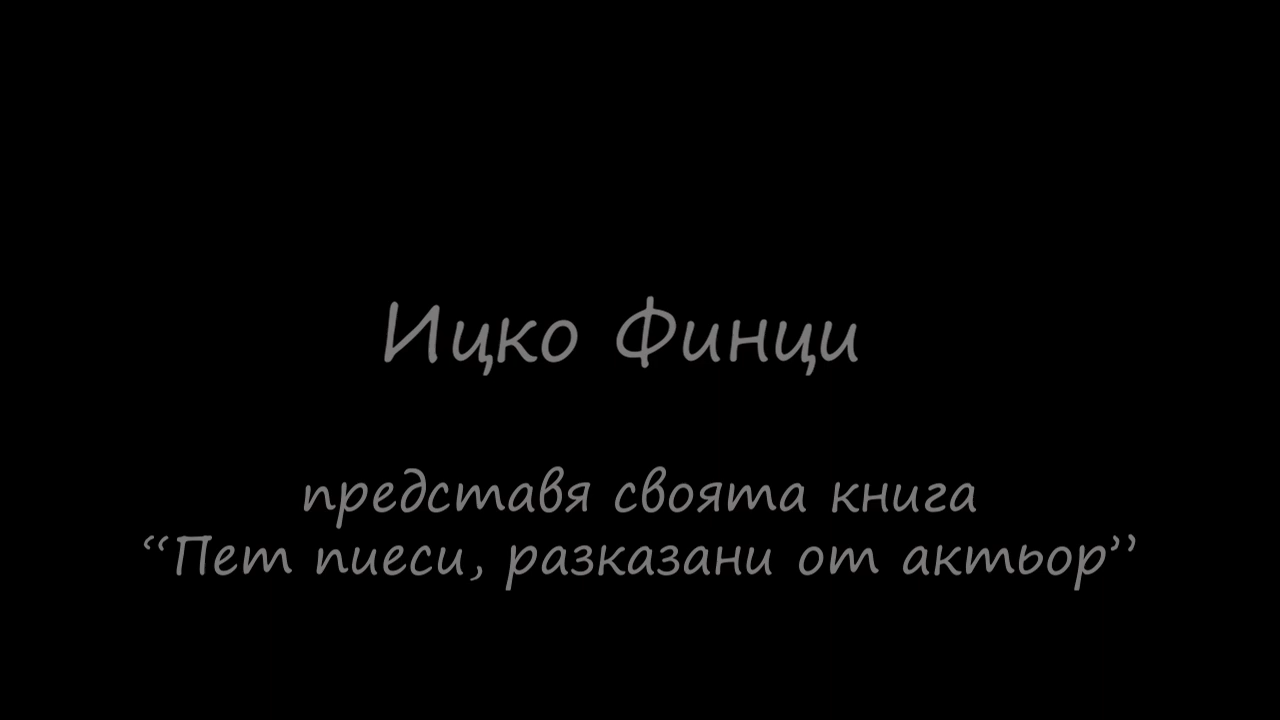 Ицко Финци
представя своята книга
“Пет пиеси, разказани от актьор”